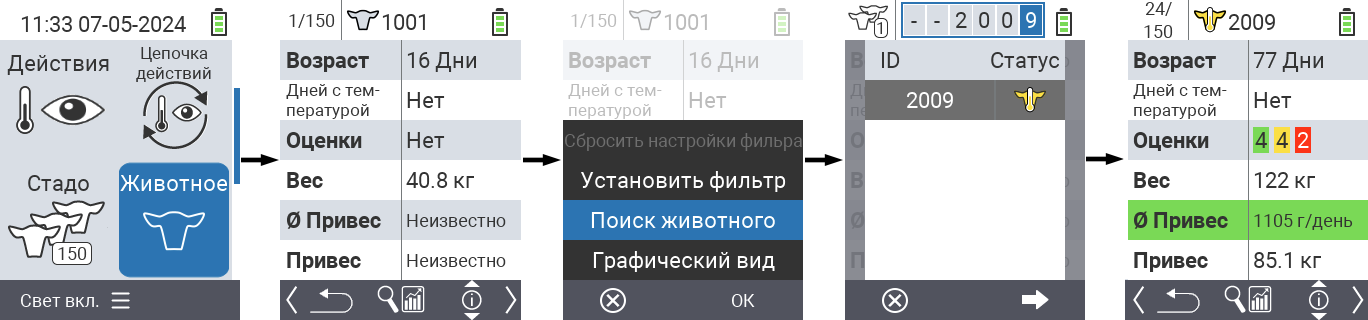 11:33 07-05-2024
Действия
Цепочка
действий
Стадо
150
Животное
Свет вкл.
1/150 1001
Возраст 16 Дни
Дней с тем-
пературой Нет
Оценки Нет
Вес 40.8 кг
Ø Привес Неизвестно
Привес Неизвестно
1/150 1001
Возраст 16 Дни
Дней с тем-
пературой Нет
Сбросить настройки фильра
Установить фильтр
Поиск животного
Графический вид
OK
1 - - 2 0 0 9
ID Статус
2009
24/
150 2009
Возраст 77 Дни
Дней с тем-
пературой Нет
Оценки 4 4 2
Вес 122 кг
Ø Привес 1105 г/день
Привес 85.1 кг